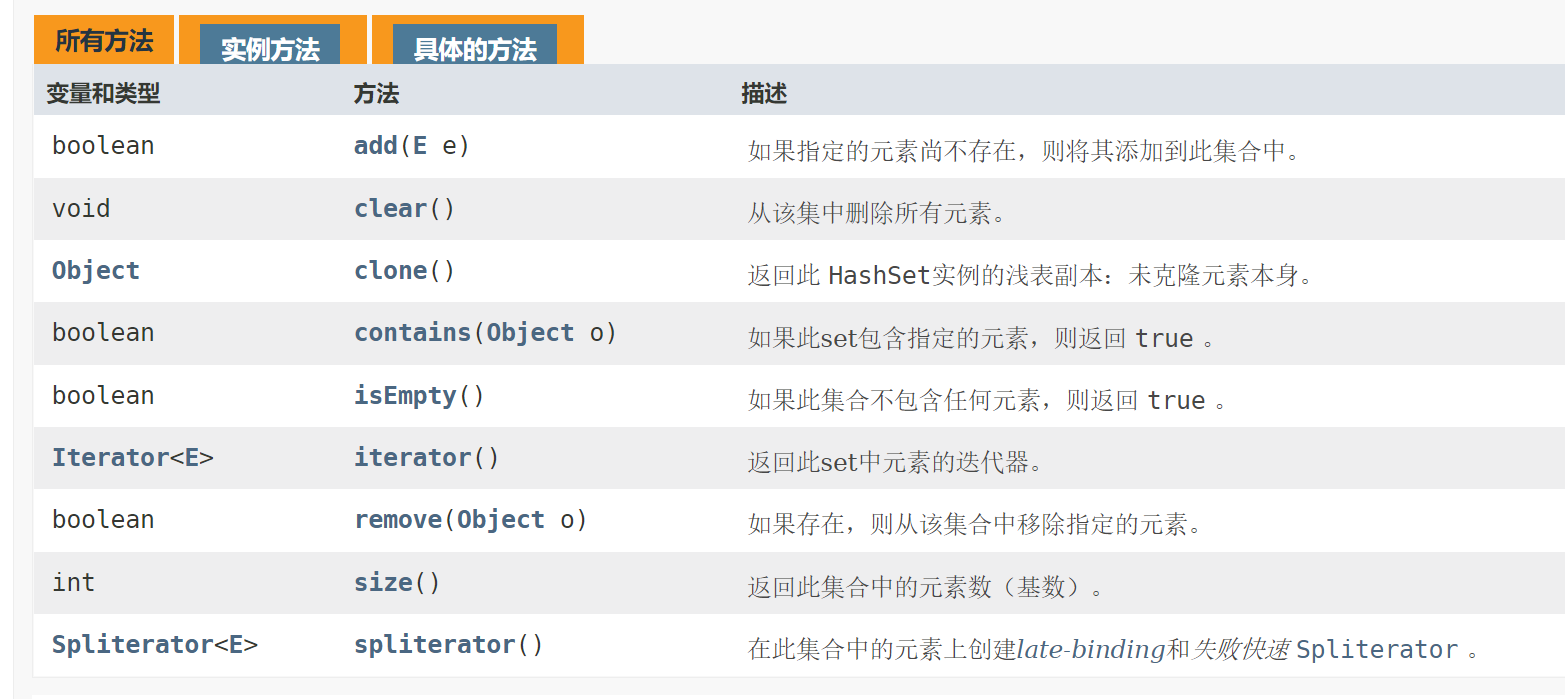 所有方法 实例方法 具体的方法
变量和类型 方法 描述
boolean add(E e) 如果指定的元素尚不存在，则将其添加到此集合中。
void clear() 从该集中删除所有元素。
Object clone() 返回此 HashSet实例的浅表副本：未克隆元素本身。
boolean contains(Object o) 如果此set包含指定的元素，则返回 true 。
boolean isEmpty() 如果此集合不包含任何元素，则返回 true 。
Iterator<E> iterator() 返回此set中元素的迭代器。
boolean remove(Object o) 如果存在，则从该集合中移除指定的元素。
int size() 返回此集合中的元素数（基数）。
Spliterator<E> spliterator() 在此集合中的元素上创建late-binding和失败快速 Spliterator 。